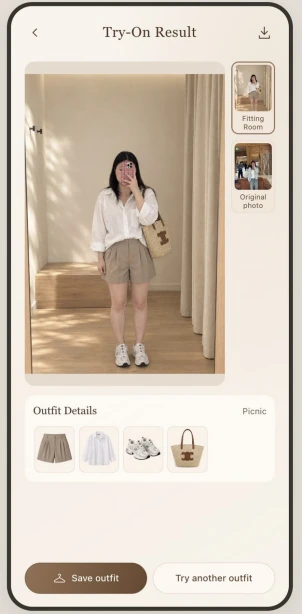 Try-On Result
Fitting
Room
Original
photo
Outfit Details
Picnic
Save outfit
Try another outfit